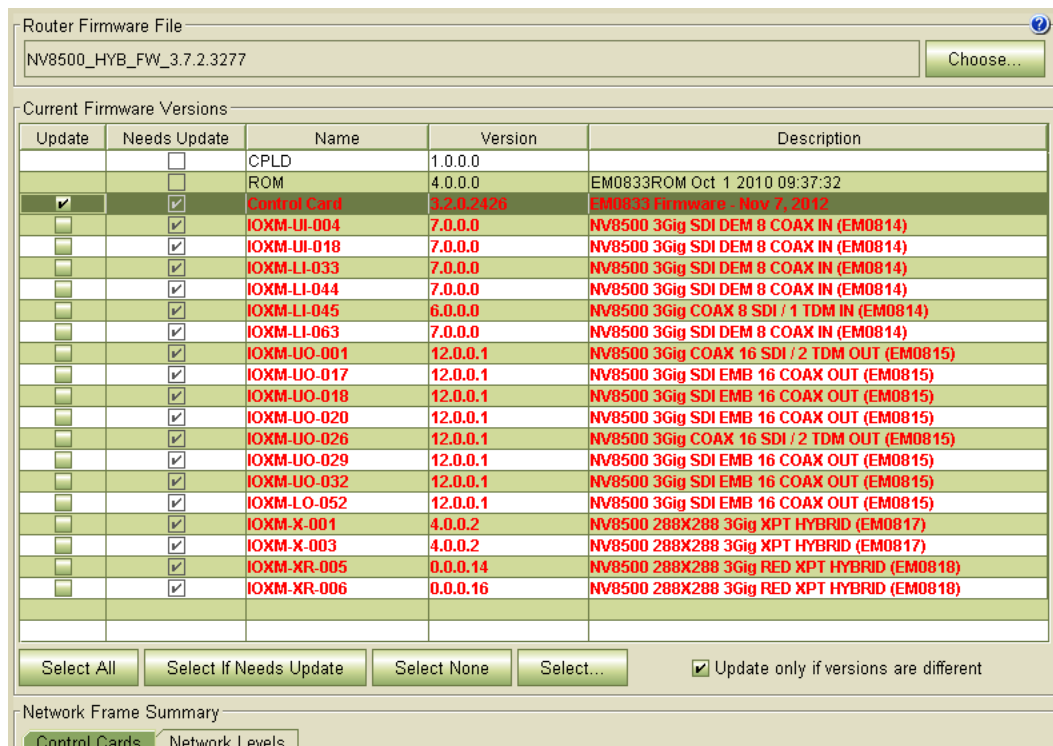 Router Firmware File
?
NV8500_HYB_FW_3.7.2.3277 Choose...
Current Firmware Versions
Update Needs Update Name Version Description
CPLD 1.0.0.0
ROM 4.0.0.0 EM0833ROM Oct 1 2010 09:37:32
Control Card 3.2.0.2426 EM0833 Firmware - Nov 7, 2012
IOXM-UI-004 7.0.0.0 NV8500 3Gig SDI DEM 8 COAX IN (EM0814)
IOXM-UI-018 7.0.0.0 NV8500 3Gig SDI DEM 8 COAX IN (EM0814)
IOXM-LI-033 7.0.0.0 NV8500 3Gig SDI DEM 8 COAX IN (EM0814)
IOXM-LI-044 7.0.0.0 NV8500 3Gig SDI DEM 8 COAX IN (EM0814)
IOXM-LI-045 6.0.0.0 NV8500 3Gig COAX 8 SDI / 1 TDM IN (EM0814)
IOXM-LI-063 7.0.0.0 NV8500 3Gig SDI DEM 8 COAX IN (EM0814)
IOXM-UO-001 12.0.0.1 NV8500 3Gig COAX 16 SDI / 2 TDM OUT (EM0815)
IOXM-UO-017 12.0.0.1 NV8500 3Gig SDI EMB 16 COAX OUT (EM0815)
IOXM-UO-018 12.0.0.1 NV8500 3Gig SDI EMB 16 COAX OUT (EM0815)
IOXM-UO-020 12.0.0.1 NV8500 3Gig SDI EMB 16 COAX OUT (EM0815)
IOXM-UO-026 12.0.0.1 NV8500 3Gig COAX 16 SDI / 2 TDM OUT (EM0815)
IOXM-UO-029 12.0.0.1 NV8500 3Gig SDI EMB 16 COAX OUT (EM0815)
IOXM-UO-032 12.0.0.1 NV8500 3Gig SDI EMB 16 COAX OUT (EM0815)
IOXM-LO-052 12.0.0.1 NV8500 3Gig SDI EMB 16 COAX OUT (EM0815)
IOXM-X-001 4.0.0.2 NV8500 288X288 3Gig XPT HYBRID (EM0817)
IOXM-X-003 4.0.0.2 NV8500 288X288 3Gig XPT HYBRID (EM0817)
IOXM-XR-005 0.0.0.14 NV8500 288X288 3Gig RED XPT HYBRID (EM0818)
IOXM-XR-006 0.0.0.16 NV8500 288X288 3Gig RED XPT HYBRID (EM0818)
Select All Select If Needs Update Select None Select... Update only if versions are different
Network Frame Summary
Control Cards Network Levels